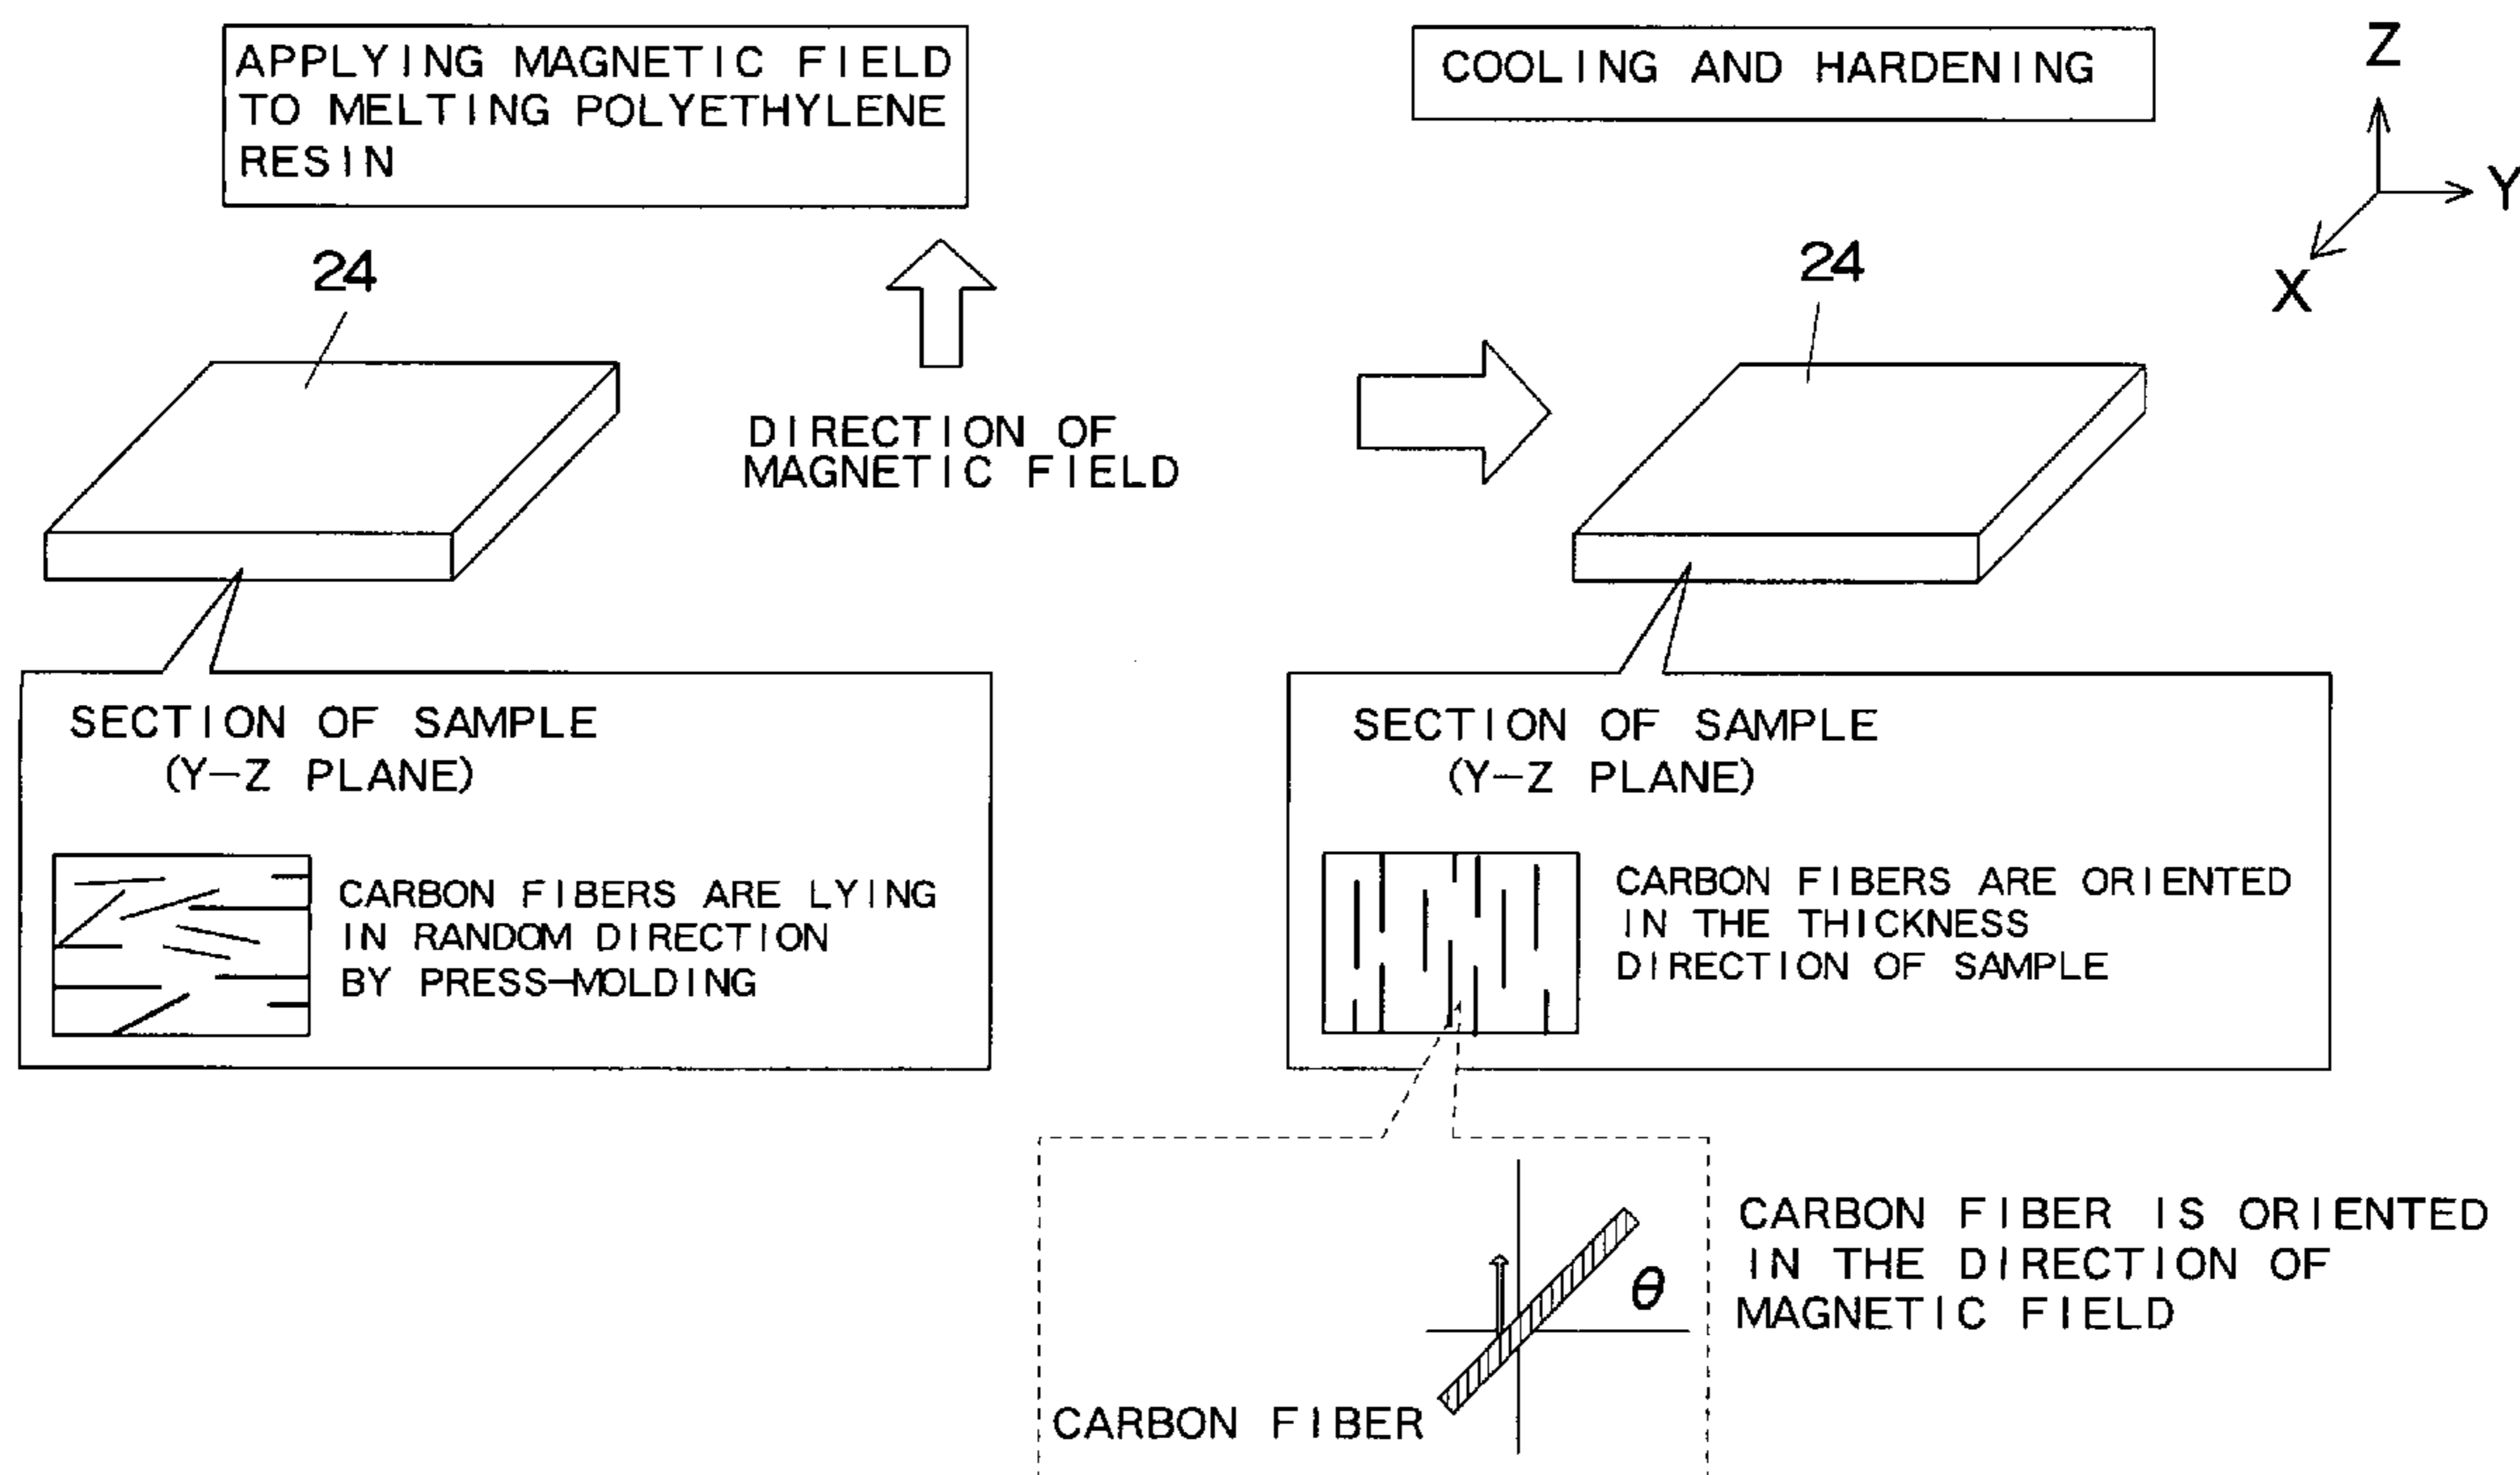 APPLYING MAGNETIC FIELD
TO MELTING POLYETHYLENE
RESIN
COOLING AND HARDENING
Z
Y
X
24
24
DIRECTION OF
MAGNETIC FIELD
SECTION OF SAMPLE
(Y-Z PLANE)
CARBON FIBERS ARE LYING
IN RANDOM DIRECTION
BY PRESS-MOLDING
SECTION OF SAMPLE
(Y-Z PLANE)
CARBON FIBERS ARE ORIENTED
IN THE THICKNESS
DIRECTION OF SAMPLE
θ
CARBON FIBER
CARBON FIBER IS ORIENTED
IN THE DIRECTION OF
MAGNETIC FIELD